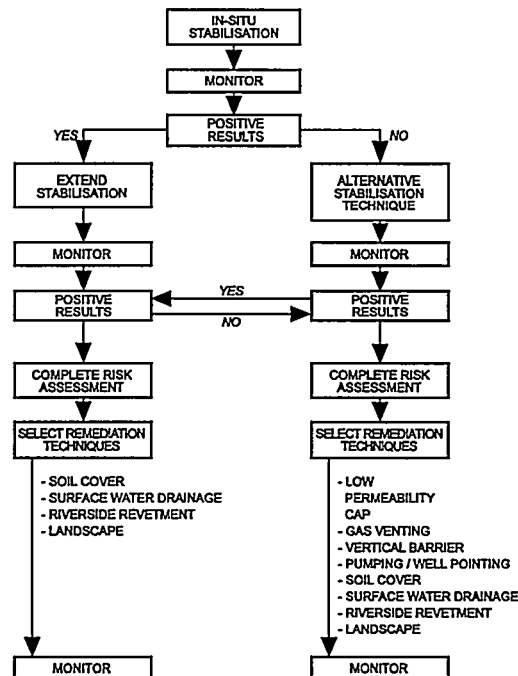 IN-SITU
STABILISATION
MONITOR
POSITIVE
RESULTS
YES
NO
EXTEND
STABILISATION
ALTERNATIVE
STABILISATION
TECHNIQUE
MONITOR
MONITOR
POSITIVE
RESULTS
YES
NO
POSITIVE
RESULTS
COMPLETE RISK
ASSESSMENT
COMPLETE RISK
ASSESSMENT
SELECT REMEDIATION
TECHNIQUES
SELECT REMEDIATION
TECHNIQUES
- SOIL COVER
- SURFACE WATER DRAINAGE
- RIVERSIDE REVETMENT
- LANDSCAPE
- LOW
PERMEABILITY
CAP
- GAS VENTING
- VERTICAL BARRIER
- PUMPING / WELL POINTING
- SOIL COVER
- SURFACE WATER DRAINAGE
- RIVERSIDE REVETMENT
- LANDSCAPE
MONITOR
MONITOR